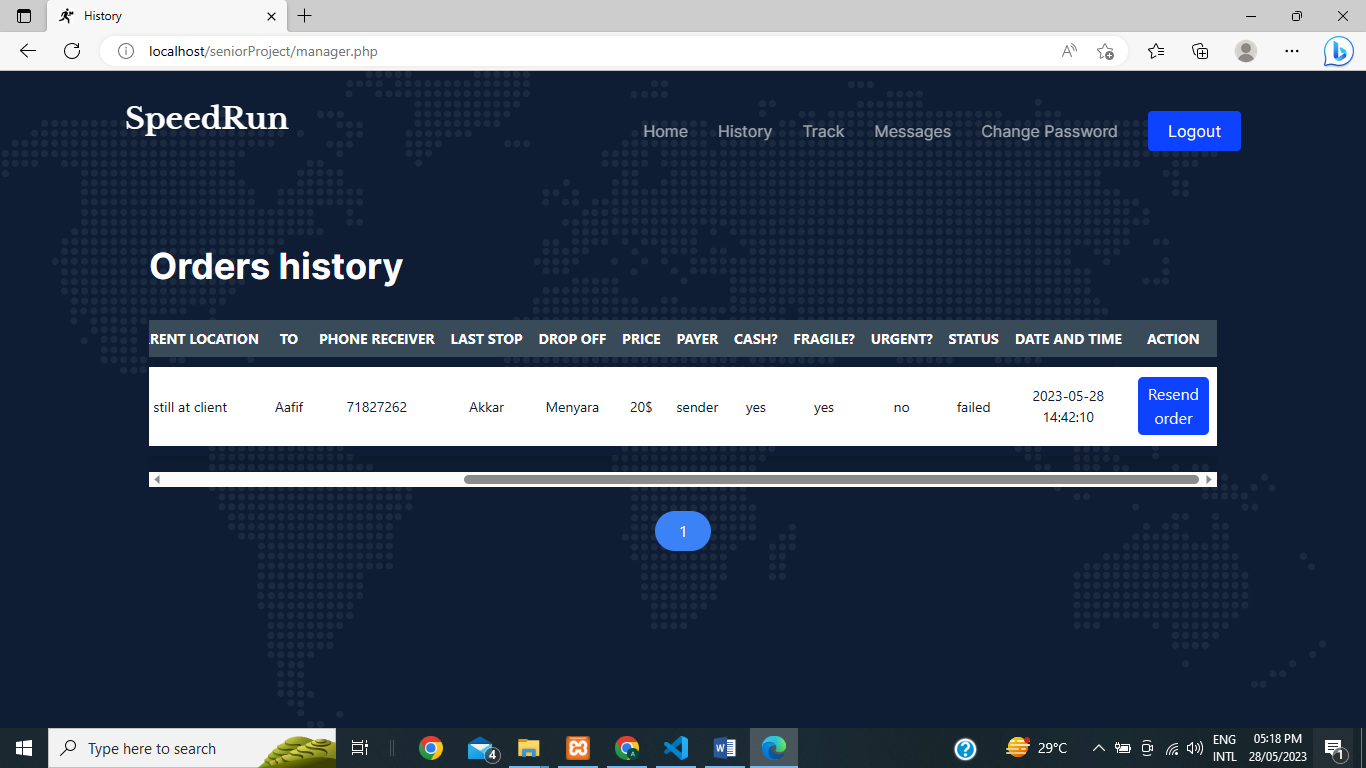 History
localhost/seniorProject/manager.php
SpeedRun
Home History Track Messages Change Password Logout
Orders history
RENT LOCATION TO PHONE RECEIVER LAST STOP DROP OFF PRICE PAYER CASH? FRAGILE? URGENT? STATUS DATE AND TIME ACTION
still at client Aafif 71827262 Akkar Menyara 20$ sender yes yes no failed 2023-05-28 14:42:10 Resend order
1
Type here to search
4
29°C
ENG
INTL
05:18 PM
28/05/2023
1